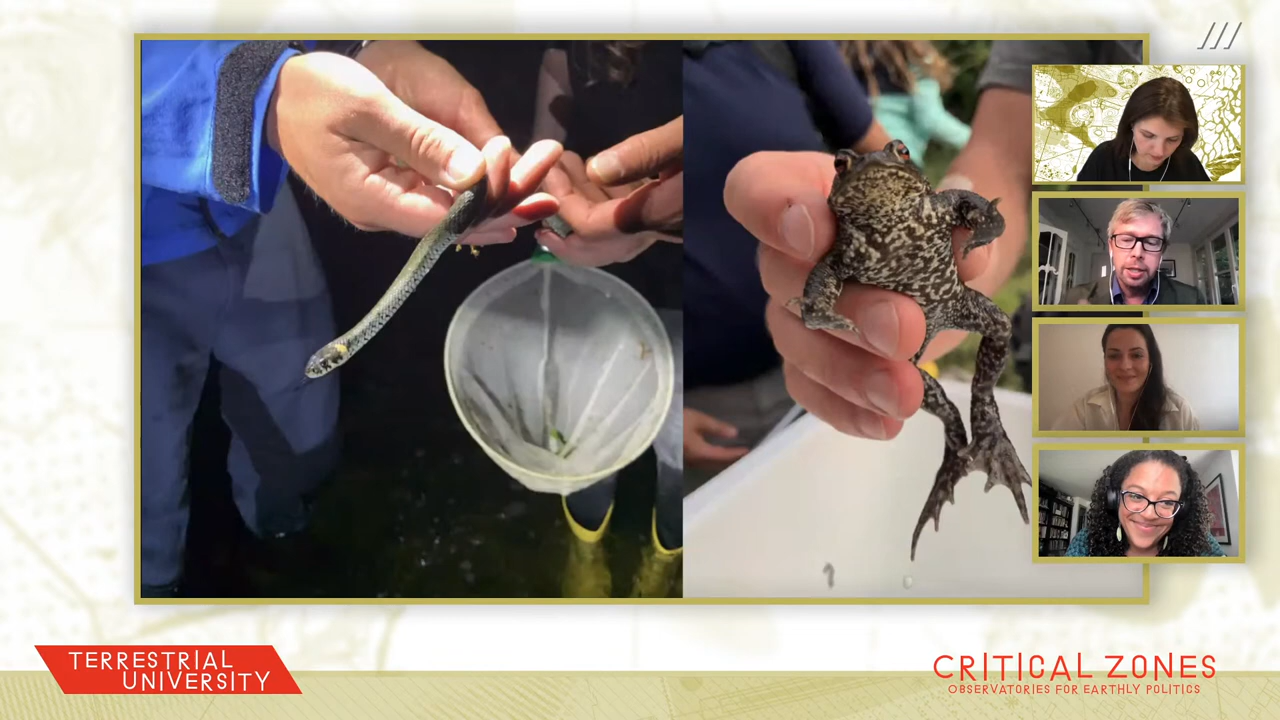 TERRESTRIAL
UNIVERSITY
CRITICAL ZONES
OBSERVATORIES FOR EARTHLY POLITICS